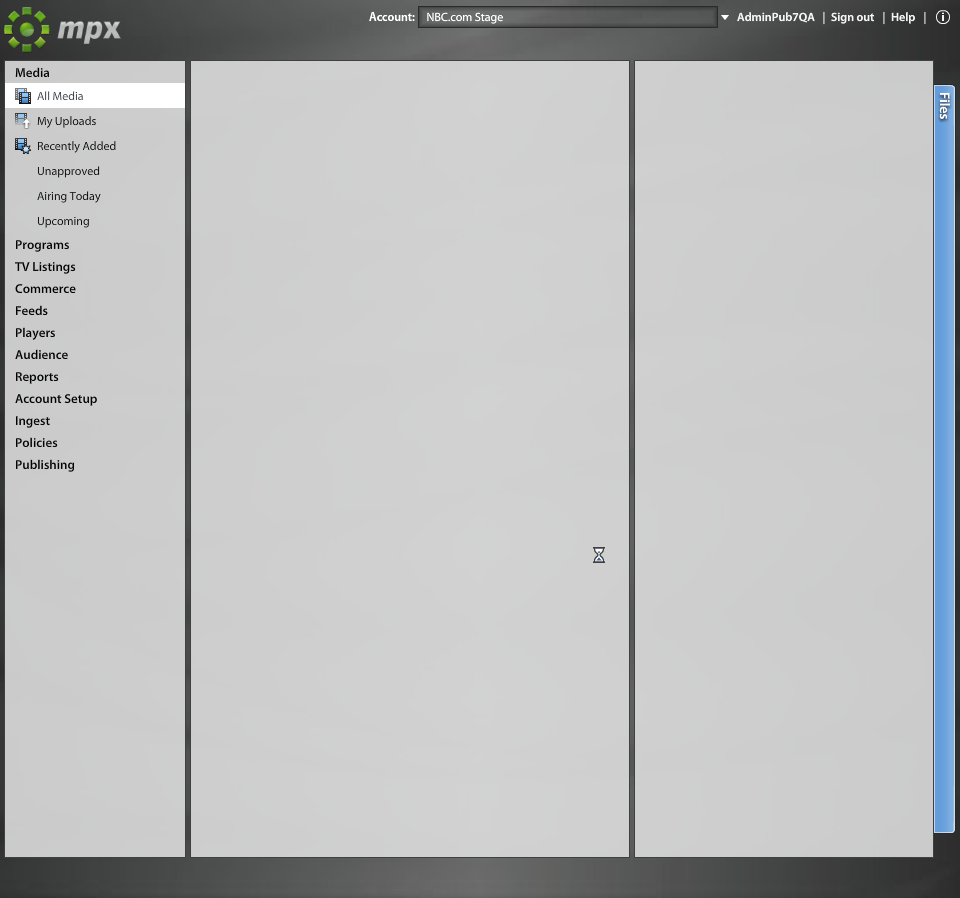 mpx
Account: NBC.com Stage AdminPub7QA | Sign out | Help |
Media
All Media
My Uploads
Recently Added
Unapproved
Airing Today
Upcoming
Programs
TV Listings
Commerce
Feeds
Players
Audience
Reports
Account Setup
Ingest
Policies
Publishing
Files